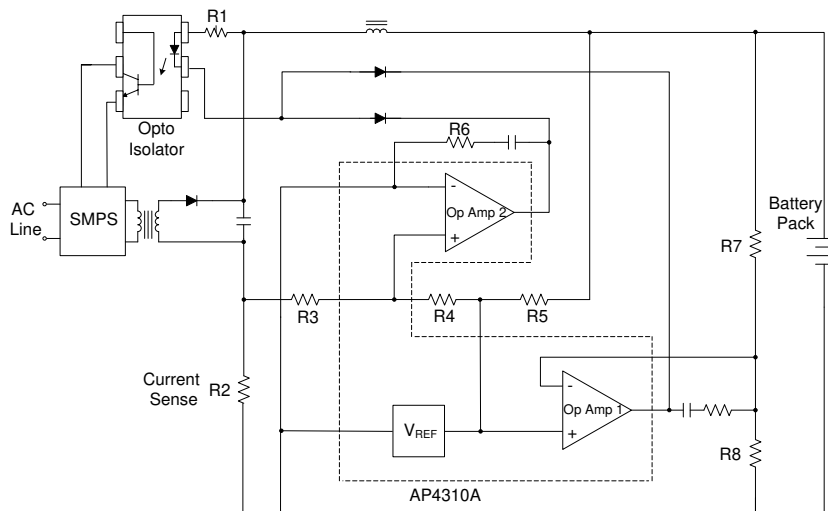 R1
Opto
Isolator
R6
Op Amp 2
-
+
AC
Line
SMPS
Battery
Pack
R7
R3
R4
R5
Current
Sense
R2
VREF
-
Op Amp 1
+
R8
AP4310A